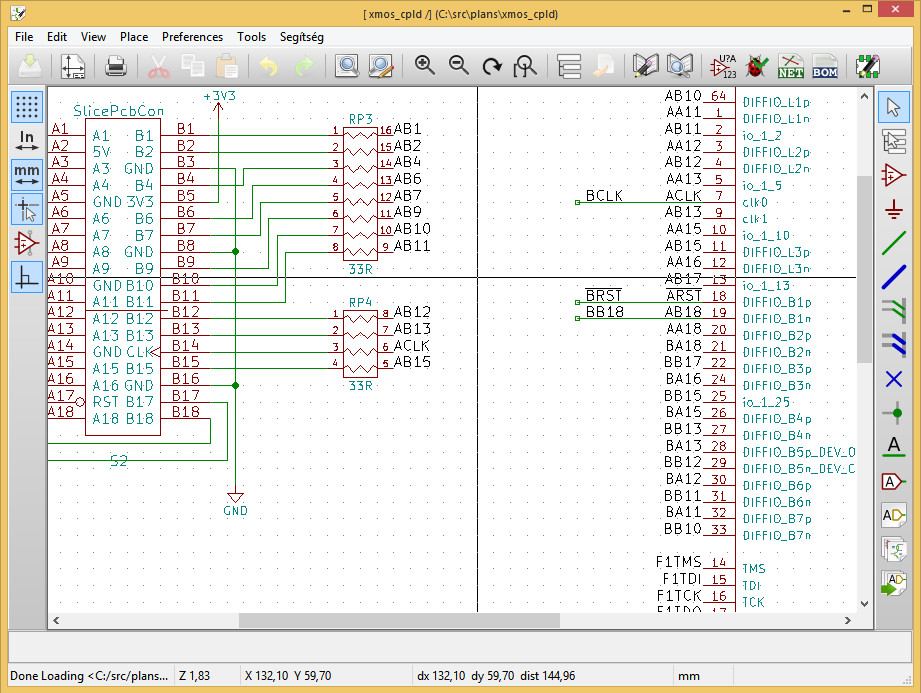 [ xmos_cpld /] (C:\src\plans\xmos_cpld)
File Edit View Place Preferences Tools Segítség
U?A 123 NET BOM
In
mm
+3V3
SlicePcbCon
A1 A1 B1 B1
A2 5V B2 B2
A3 A3 GND B3
A4 A4 B4 B4
A5 GND 3V3 B5
A6 A6 B6 B6
A7 A7 B7 B7
A8 A8 GND B8
A9 A9 B9 B9
A10 GND B10 B10
A11 A11 B11 B11
A12 A12 B12 B12
A13 A13 B13 B13
A14 GND CLK B14
A15 A15 B15 B15
A16 A16 GND B16
A17 RST B17 B17
A18 A18 B18 B18
S2
GND
RP3
1 16 AB1
2 15 AB2
3 14 AB4
4 13 AB6
5 12 AB7
6 11 AB9
7 10 AB10
8 9 AB11
33R
RP4
1 8 AB12
2 7 AB13
3 6 ACLK
4 5 AB15
33R
AB10 64 DIFFIO_L1p
AA11 1 DIFFIO_L1n
AB11 2 io_1_2
AA12 3 DIFFIO_L2p
AB12 4 DIFFIO_L2n
AA13 5 io_1_5
BCLK ACLK 7 clk0
AB13 9 clk1
AA15 10 io_1_10
AB15 11 DIFFIO_L3p
AA16 12 DIFFIO_L3n
AB17 13 io_1_13
BRST ARST 18 DIFFIO_B1p
BB18 AB18 19 DIFFIO_B1n
AA18 20 DIFFIO_B2p
BA18 21 DIFFIO_B2n
BB17 22 DIFFIO_B3p
BA16 24 DIFFIO_B3n
BB15 25 io_1_25
BA15 26 DIFFIO_B4p
BB13 27 DIFFIO_B4n
BA13 28 DIFFIO_B5p_DEV_O
BB12 29 DIFFIO_B5n_DEV_C
BA12 30 DIFFIO_B6p
BB11 31 DIFFIO_B6n
BA11 32 DIFFIO_B7p
BB10 33 DIFFIO_B7n
F1TMS 14 TMS
F1TDI 15 TDI
F1TCK 16 TCK
F1TDO 17
A
A
AD
AD
Done Loading <C:/src/plans... Z 1,83 X 132,10 Y 59,70 dx 132,10 dy 59,70 dist 144,96 mm